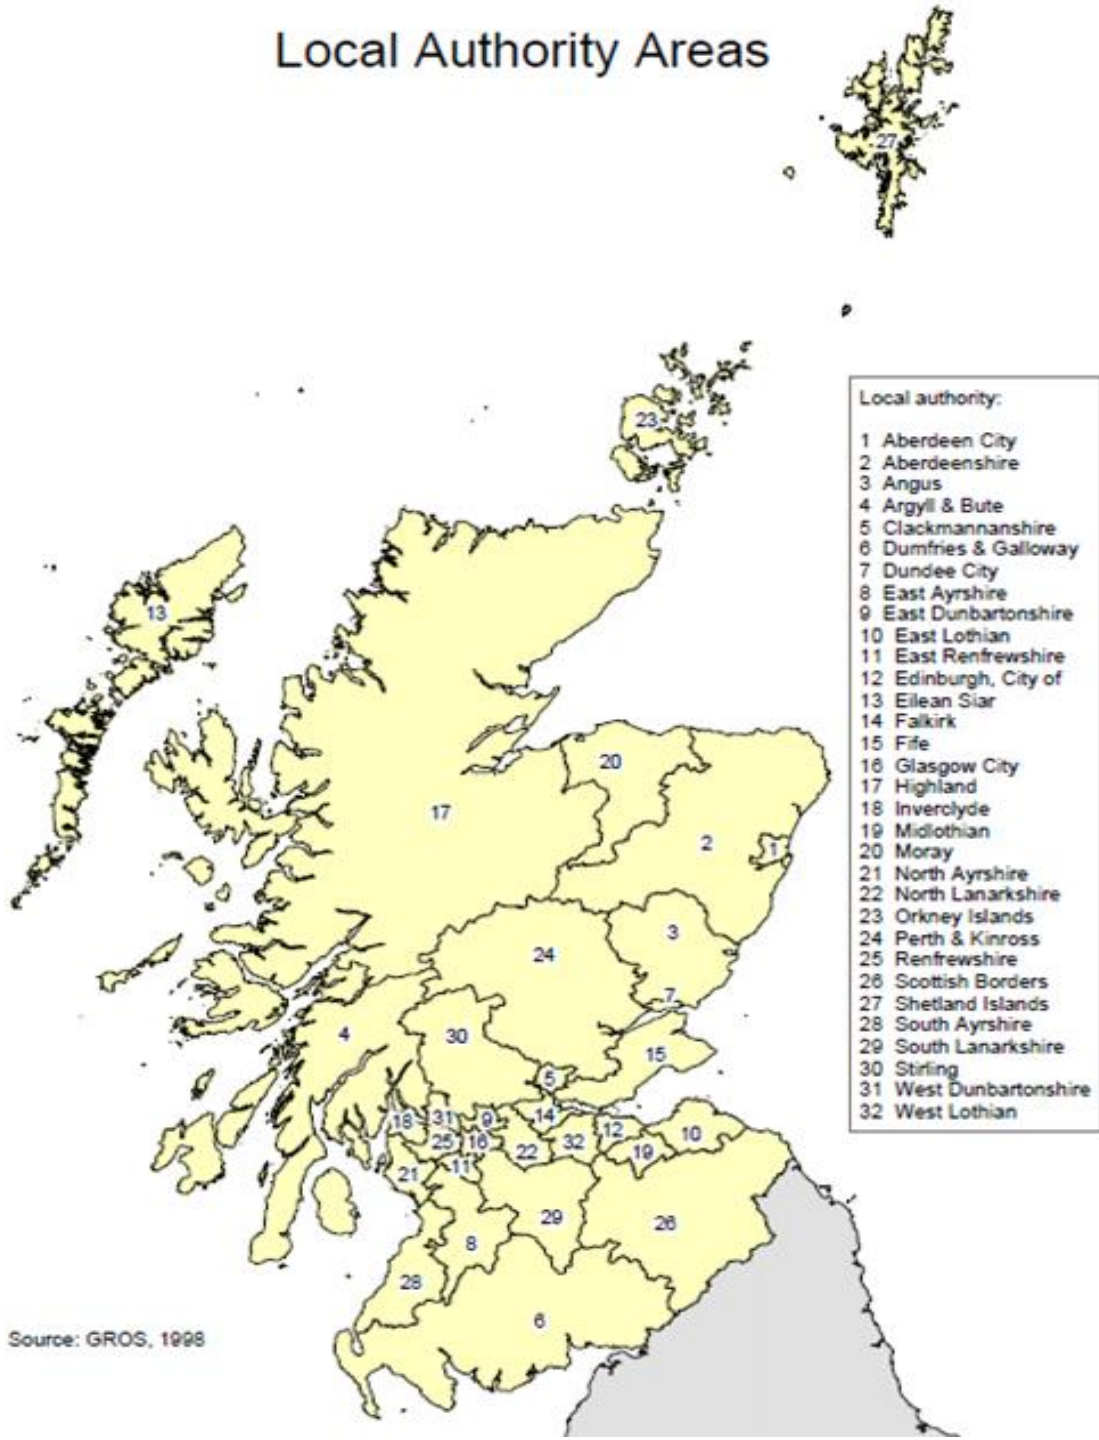 Local Authority Areas
27
23
Local authority:
1 Aberdeen City
2 Aberdeenshire
3 Angus
4 Argyll & Bute
5 Clackmannanshire
6 Dumfries & Galloway
7 Dundee City
8 East Ayrshire
9 East Dunbartonshire
10 East Lothian
11 East Renfrewshire
12 Edinburgh, City of
13 Eilean Siar
14 Falkirk
15 Fife
16 Glasgow City
17 Highland
18 Inverclyde
19 Midlothian
20 Moray
21 North Ayrshire
22 North Lanarkshire
23 Orkney Islands
24 Perth & Kinross
25 Renfrewshire
26 Scottish Borders
27 Shetland Islands
28 South Ayrshire
29 South Lanarkshire
30 Stirling
31 West Dunbartonshire
32 West Lothian
13
20
17
2
1
3
24
7
4
30
15
5
18
31
9
14
12
10
25
16
22
32
19
21
11
29
26
8
28
6
Source: GROS, 1998